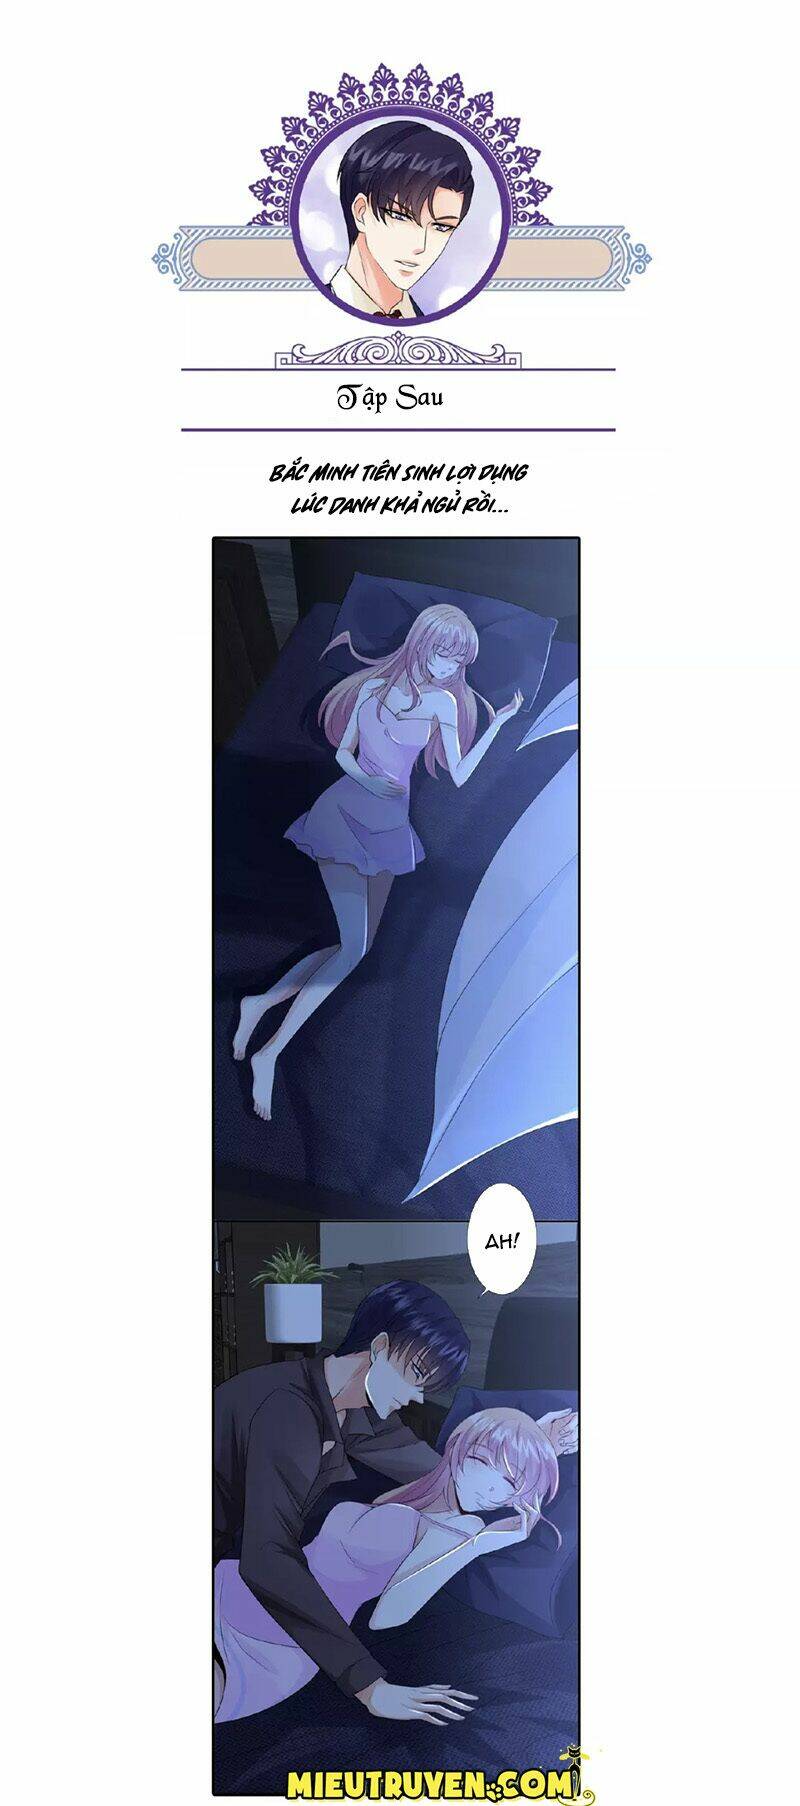 Tập Sau
BẮC MINH TIÊN SINH LỢI DỤNG
LÚC DANH KHẢ NGỦ RỒI...
AH!
MIEUTRUYEN.COM